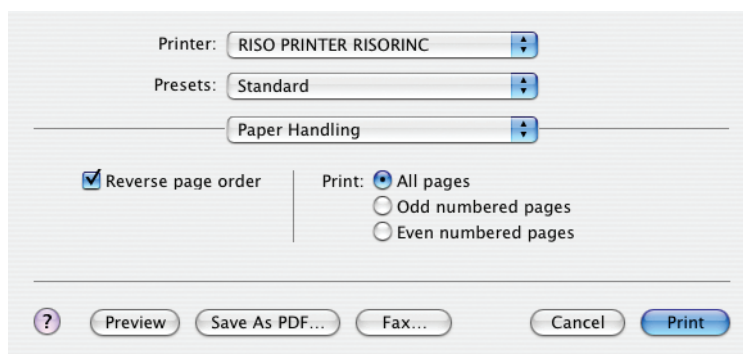 Printer: RISO PRINTER RISORINC
Presets: Standard
Paper Handling
Reverse page order Print: All pages
Odd numbered pages
Even numbered pages
? Preview Save As PDF... Fax... Cancel Print